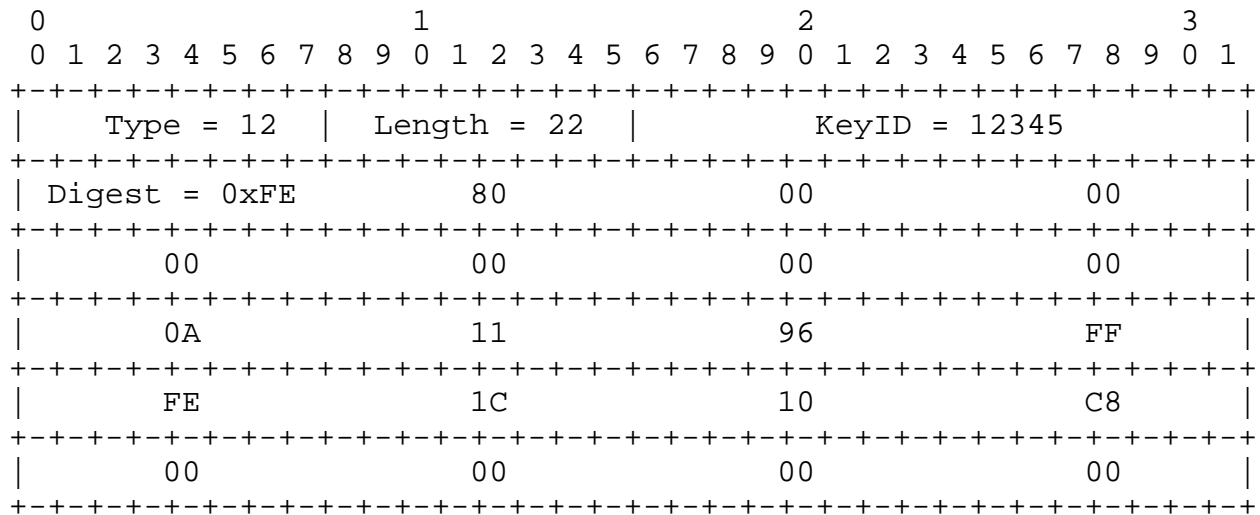 0                   1                   2                   3
 0 1 2 3 4 5 6 7 8 9 0 1 2 3 4 5 6 7 8 9 0 1 2 3 4 5 6 7 8 9 0 1
+-+-+-+-+-+-+-+-+-+-+-+-+-+-+-+-+-+-+-+-+-+-+-+-+-+-+-+-+-+-+-+-+
|    Type = 12  |  Length = 22  |         KeyID = 12345         |
+-+-+-+-+-+-+-+-+-+-+-+-+-+-+-+-+-+-+-+-+-+-+-+-+-+-+-+-+-+-+-+-+
| Digest = 0xFE         80              00              00      |
+-+-+-+-+-+-+-+-+-+-+-+-+-+-+-+-+-+-+-+-+-+-+-+-+-+-+-+-+-+-+-+-+
|       00              00              00              00      |
+-+-+-+-+-+-+-+-+-+-+-+-+-+-+-+-+-+-+-+-+-+-+-+-+-+-+-+-+-+-+-+-+
|       0A              11              96              FF      |
+-+-+-+-+-+-+-+-+-+-+-+-+-+-+-+-+-+-+-+-+-+-+-+-+-+-+-+-+-+-+-+-+
|       FE              1C              10              C8      |
+-+-+-+-+-+-+-+-+-+-+-+-+-+-+-+-+-+-+-+-+-+-+-+-+-+-+-+-+-+-+-+-+
|       00              00              00              00      |
+-+-+-+-+-+-+-+-+-+-+-+-+-+-+-+-+-+-+-+-+-+-+-+-+-+-+-+-+-+-+-+-+